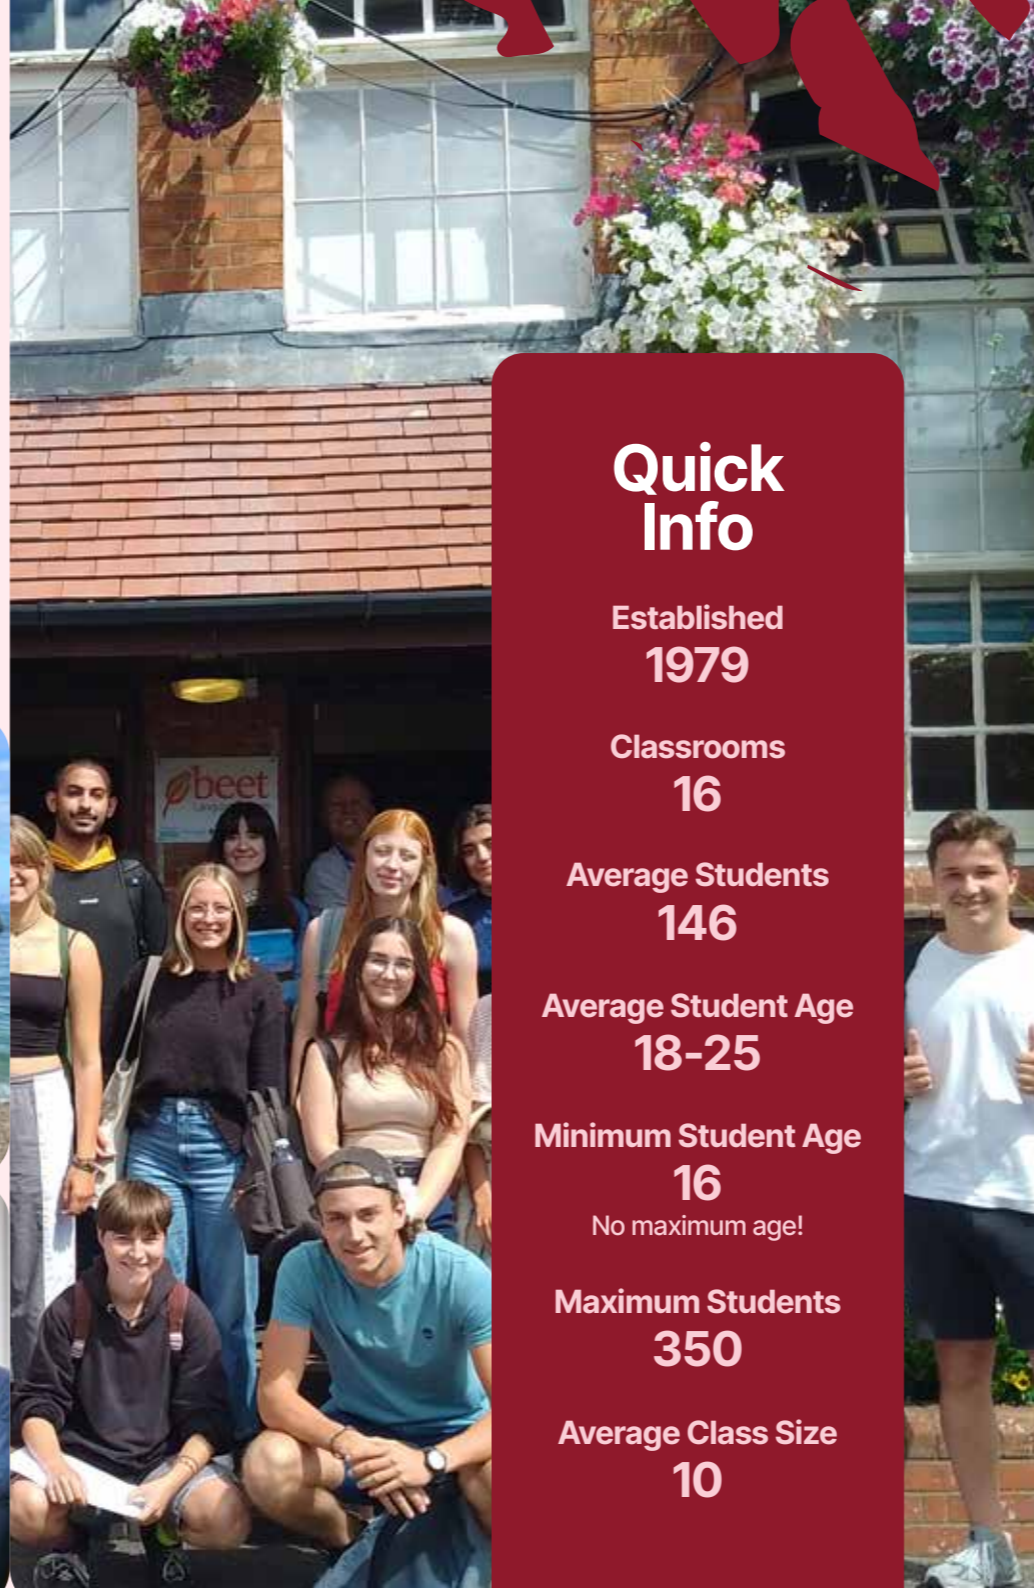 beet
Quick
Info
Established
1979
Classrooms
16
Average Students
146
Average Student Age
18-25
Minimum Student Age
16
No maximum age!
Maximum Students
350
Average Class Size
10